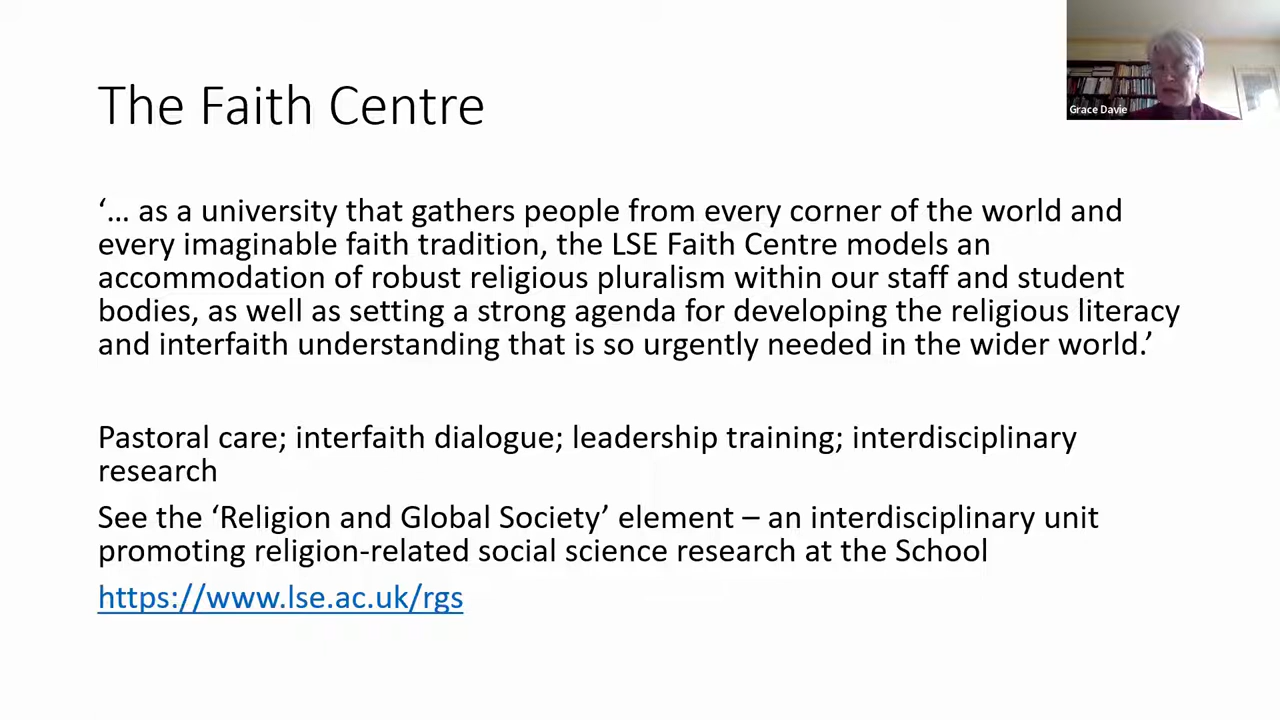 The Faith Centre
Grace Davie
‘… as a university that gathers people from every corner of the world and
every imaginable faith tradition, the LSE Faith Centre models an
accommodation of robust religious pluralism within our staff and student
bodies, as well as setting a strong agenda for developing the religious literacy
and interfaith understanding that is so urgently needed in the wider world.’
Pastoral care; interfaith dialogue; leadership training; interdisciplinary
research
See the ‘Religion and Global Society’ element – an interdisciplinary unit
promoting religion-related social science research at the School
https://www.lse.ac.uk/rgs